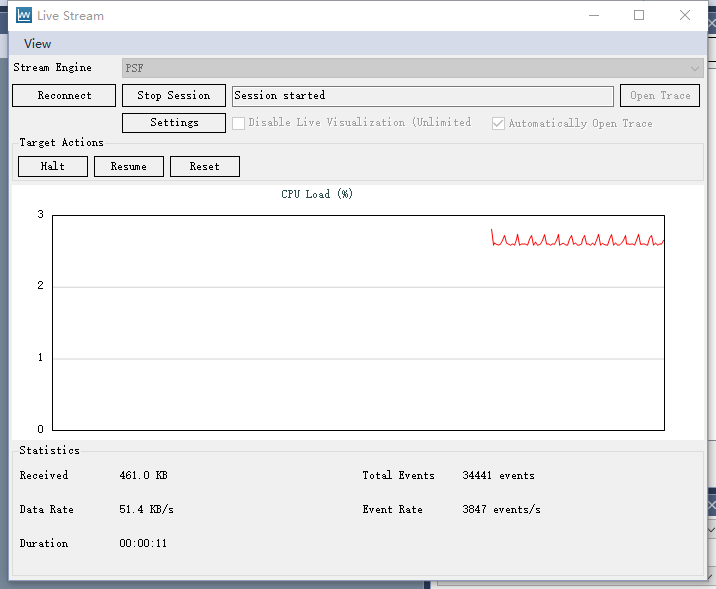 Live Stream
View
Stream Engine PSF
Reconnect Stop Session Session started Open Trace
Settings Disable Live Visualization (Unlimited Automatically Open Trace
Target Actions
Halt Resume Reset
CPU Load (%)
3
2
1
0
Statistics
Received 461.0 KB Total Events 34441 events
Data Rate 51.4 KB/s Event Rate 3847 events/s
Duration 00:00:11